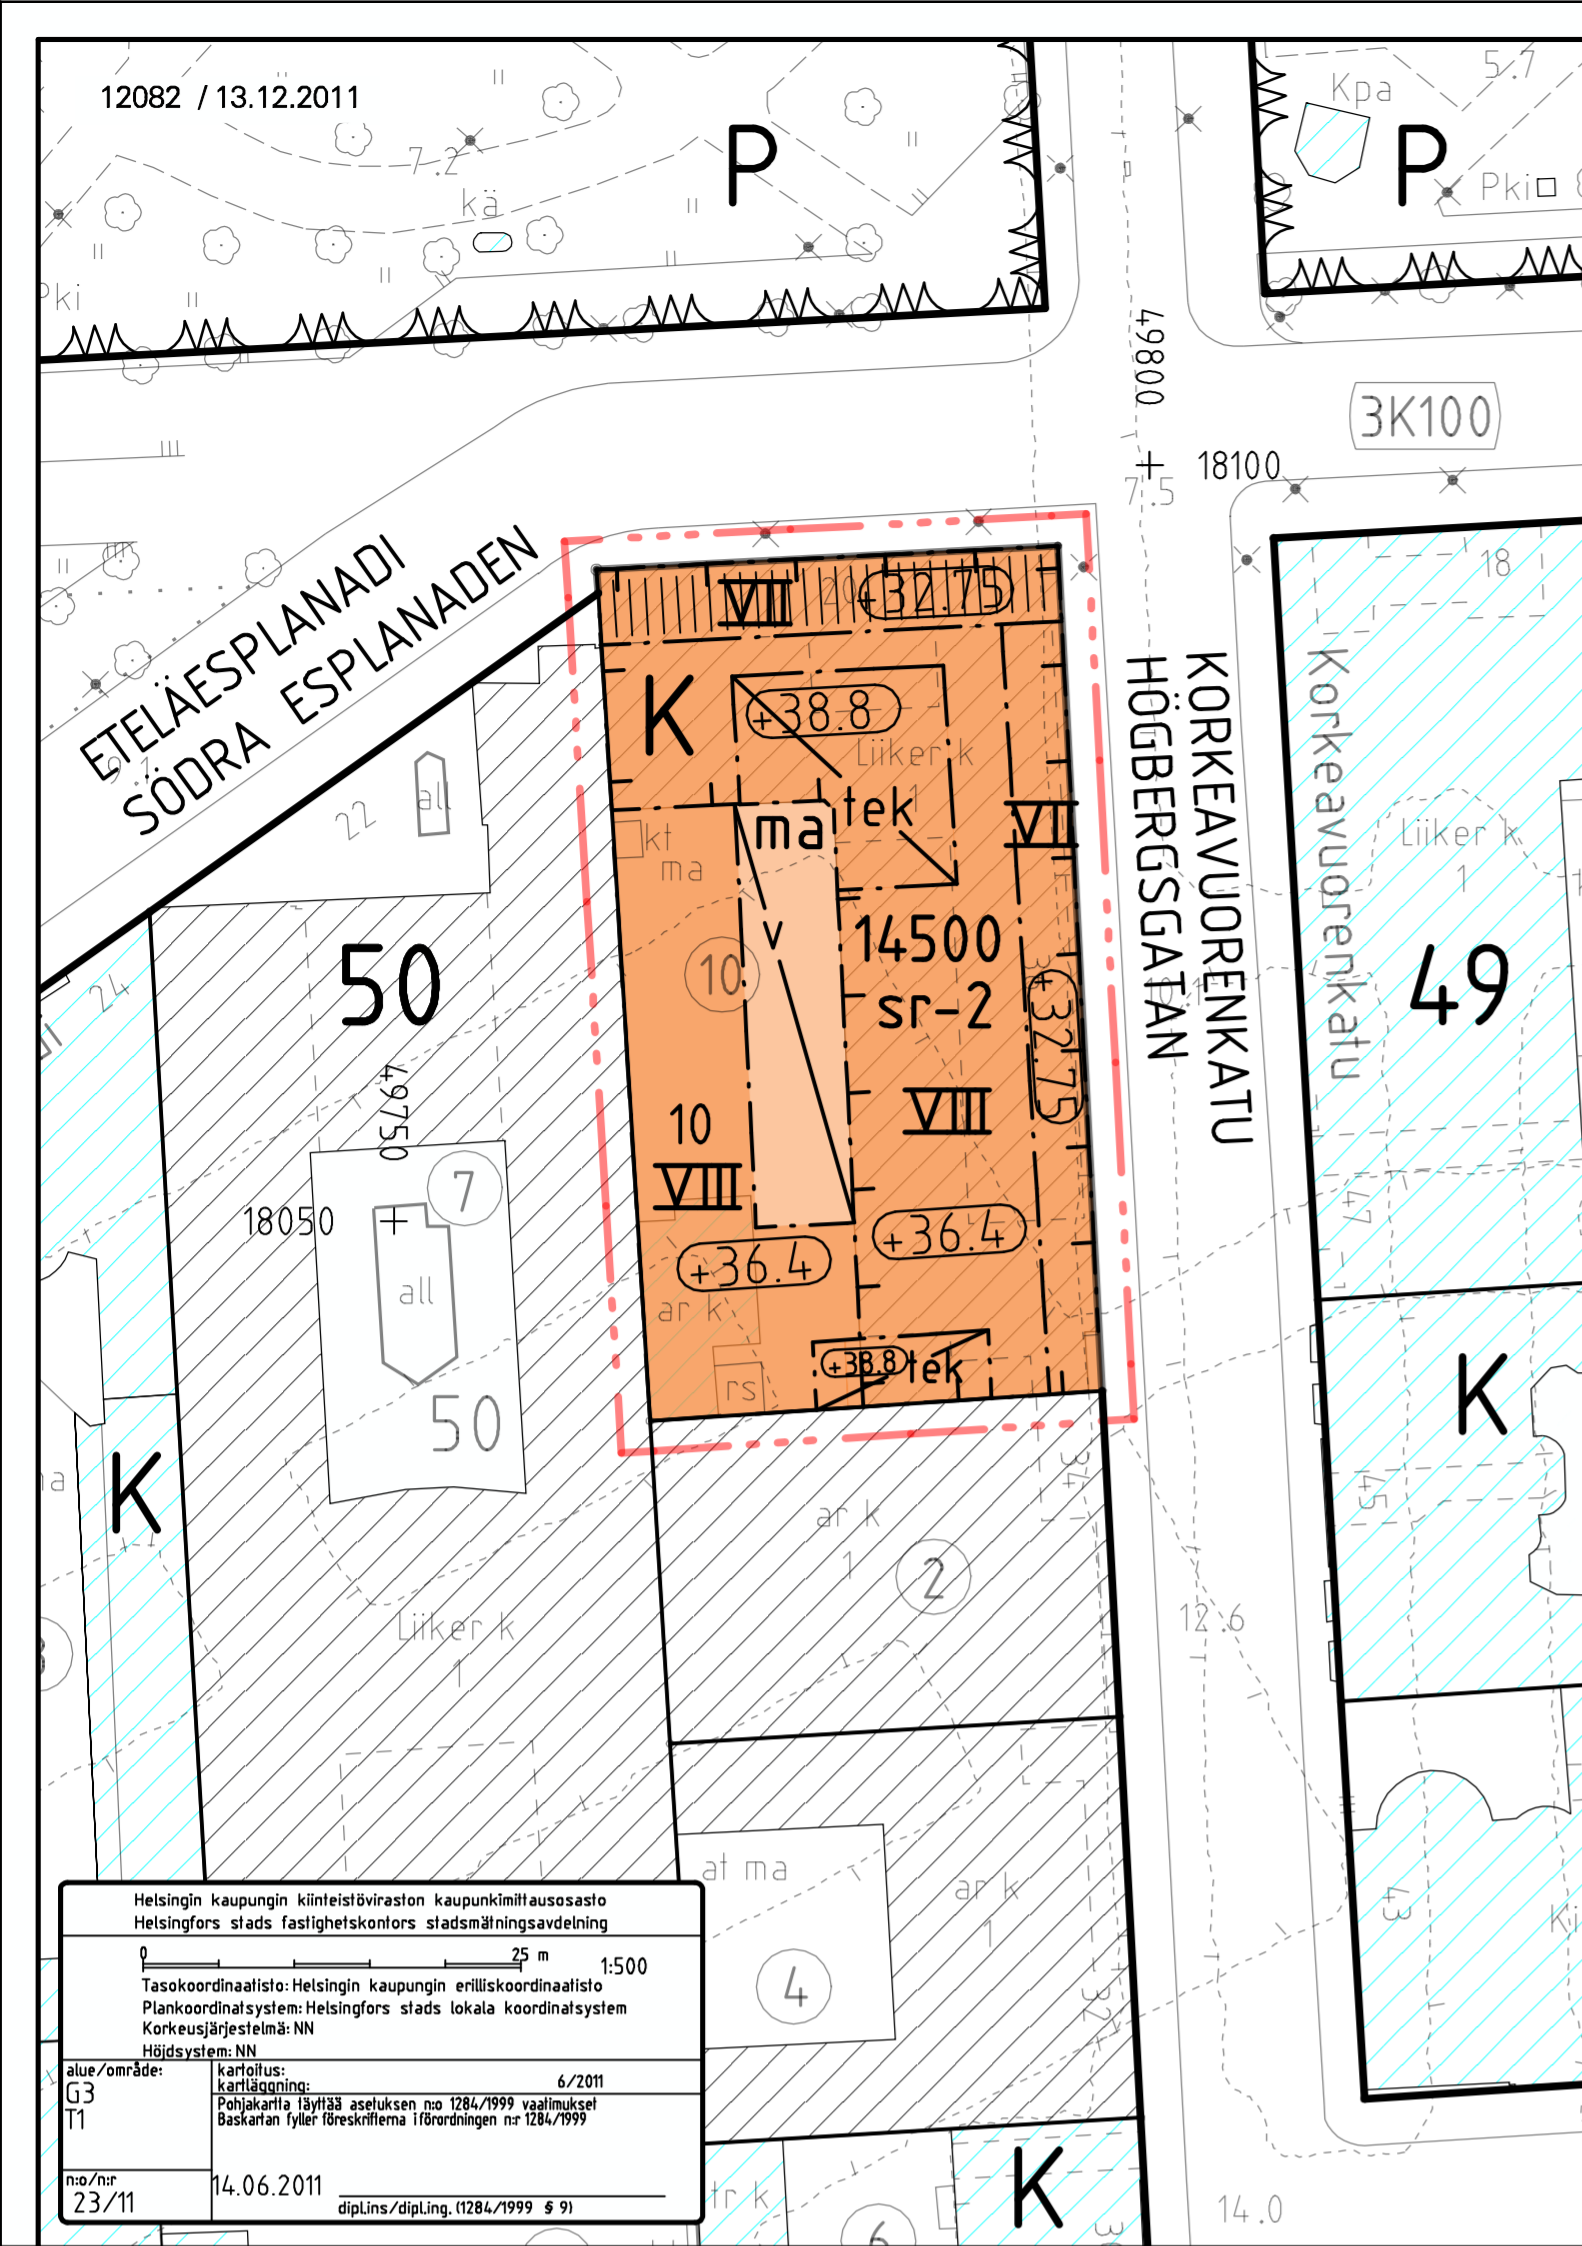 12082 / 13.12.2011
5.7
Kpa
P
P
7.2
Pki
kä
Pki
49800
3K100
18100
7.5
ETELÄESPLANADI
SÖDRA ESPLANADEN
18
VII
20
+32.75
K
+38.8
Liiker k
1
KORKEAVUORENKATU
HÖGBERGSGATAN
Korkeavuorenkatu
22
all
tek
ma
VII
kt
ma
Liiker k
1
v
14500
sr-2
10
50
49
24
+32.75
49750
10
VIII
VIII
7
18050
47
+36.4
+36.4
all
ar k
+38.8
tek
rs
50
K
K
34
45
ar k
1
2
12.6
Liiker k
1
at ma
ar k
1
43
4
32
Helsingin kaupungin kiinteistöviraston kaupunkimittausosasto
Helsingfors stads fastighetskontors stadsmätningsavdelning
0 25 m 1:500
Tasokoordinaatisto: Helsingin kaupungin erilliskoordinaatisto
Plankoordinatsystem: Helsingfors stads lokala koordinatsystem
Korkeusjärjestelmä: NN
Höjdsystem: NN
alue/område:
G3
T1
kartoitus:
kartläggning: 6/2011
Pohjakartta täyttää asetuksen n:o 1284/1999 vaatimukset
Baskartan fyller föreskrifterna i förordningen n:r 1284/1999
n:o/n:r
23/11
14.06.2011
dipl.ins/dipl.ing. (1284/1999 § 9)
tr k
K
6
14.0